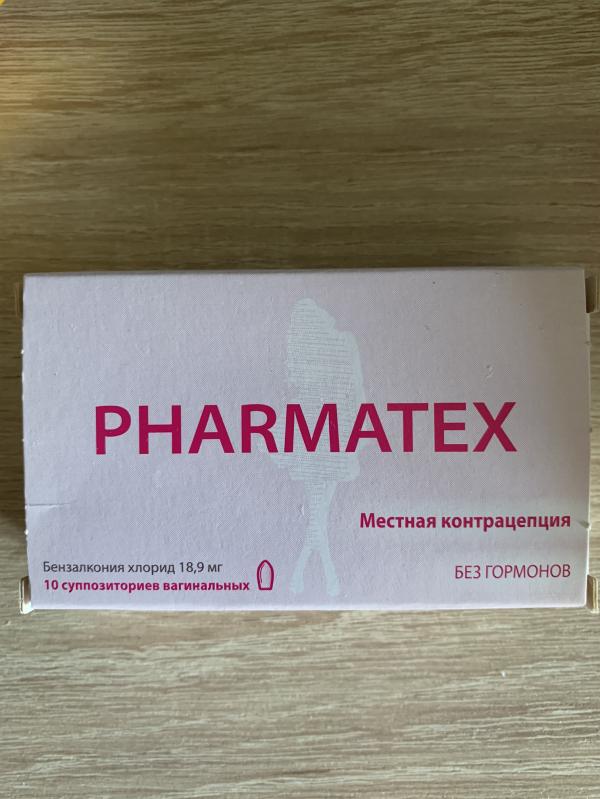 PHARMATEX
Местная контрацепция
Бензалкония хлорид 18,9 мг
10 суппозиториев вагинальных
БЕЗ ГОРМОНОВ